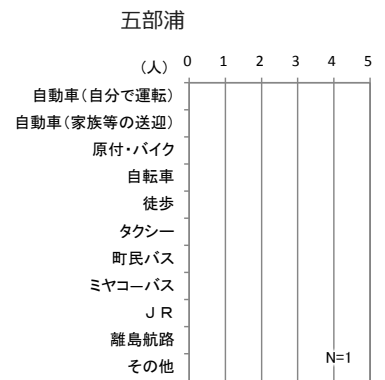 五部浦
(人) 0 1 2 3 4 5
自動車(自分で運転)
自動車(家族等の送迎)
原付・バイク
自転車
徒歩
タクシー
町民バス
ミヤコーバス
ＪＲ
離島航路
その他
N=1